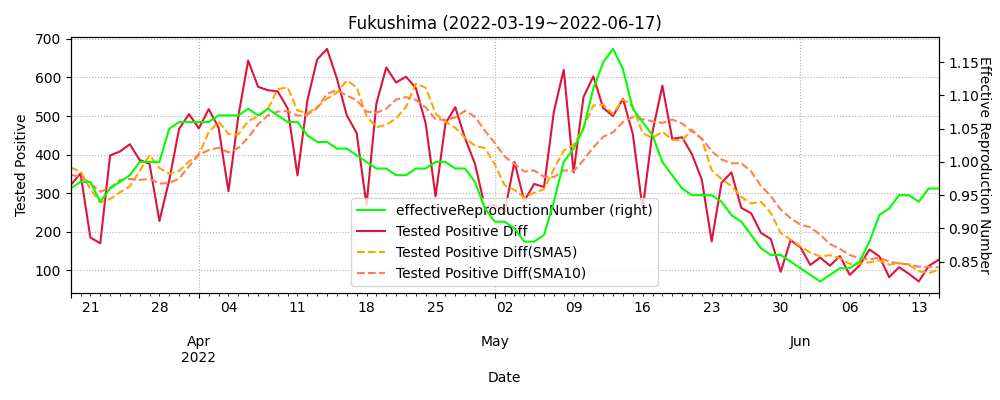 Fukushima (2022-03-19~2022-06-17)
700
600
500
400
300
200
100
Tested Positive
1.15
1.10
1.05
1.00
0.95
0.90
0.85
Effective Reproduction Number
effectiveReproductionNumber (right)
Tested Positive Diff
Tested Positive Diff(SMA5)
Tested Positive Diff(SMA10)
21 28 04 11 18 25 02 09 16 23 30 06 13
Apr May Jun
2022
Date